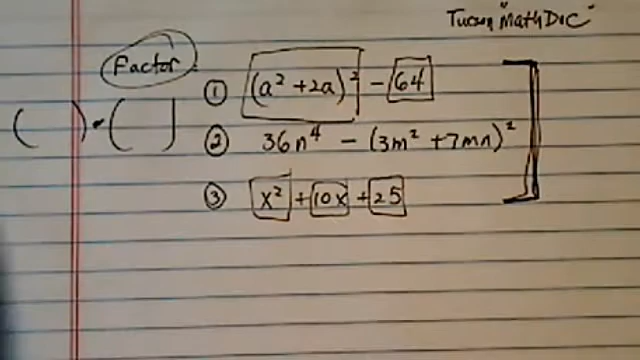 Tucson "MathDoc"
Factor
① (a² + 2a)² - 64
( ) • ( )
② 36n⁴ - (3m² + 7mn)²
③ x² + 10x + 25